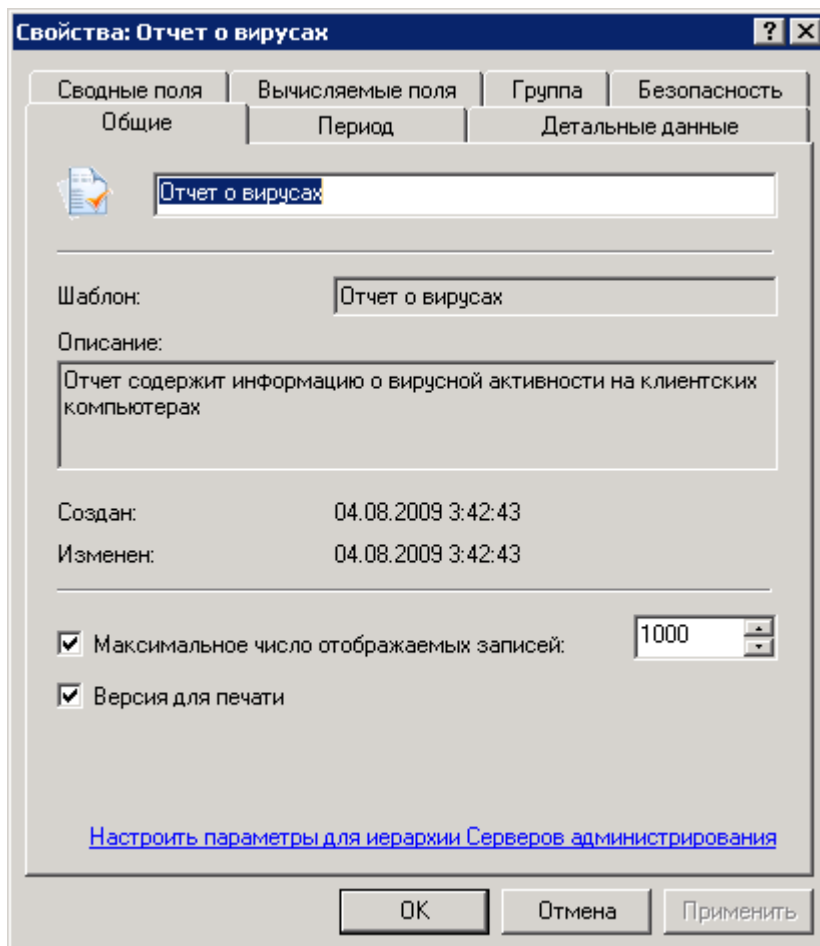 Свойства: Отчет о вирусах
Сводные поля Вычисляемые поля Группа Безопасность
Общие Период Детальные данные
Отчет о вирусах
Шаблон: Отчет о вирусах
Описание:
Отчет содержит информацию о вирусной активности на клиентских
компьютерах
Создан: 04.08.2009 3:42:43
Изменен: 04.08.2009 3:42:43
Максимальное число отображаемых записей: 1000
Версия для печати
Настроить параметры для иерархии Серверов администрирования
ОК Отмена Применить